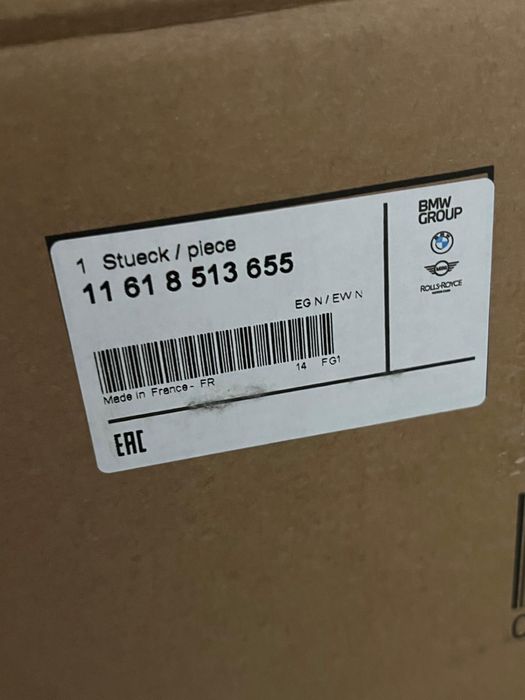 1 Stueck / piece
11 61 8 513 655
EG N / EW N
Made in France - FR
14 FG1
EAC
BMW
GROUP
MINI
ROLLS-ROYCE